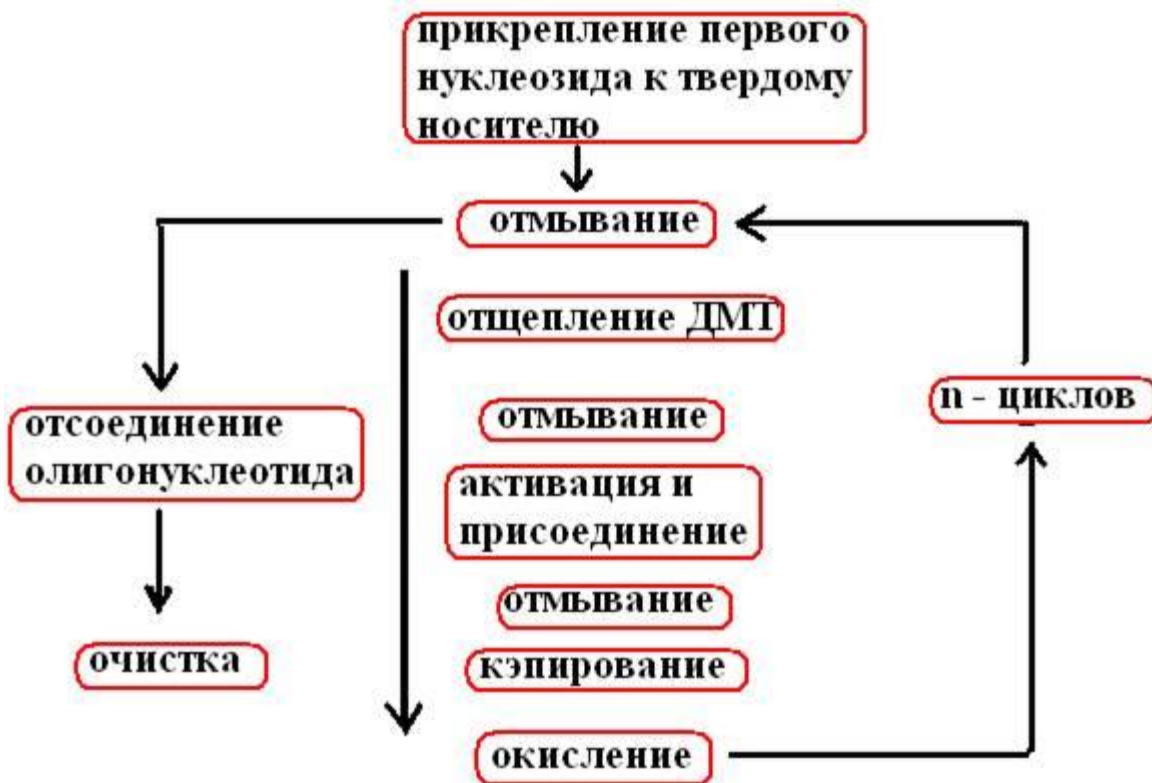 прикрепление первого
нуклеозида к твердому
носителю
отмывание
отщепление ДМТ
отмывание
активация и
присоединение
отмывание
кэпирование
окисление
n - циклов
отсоединение
олигонуклеотида
очистка